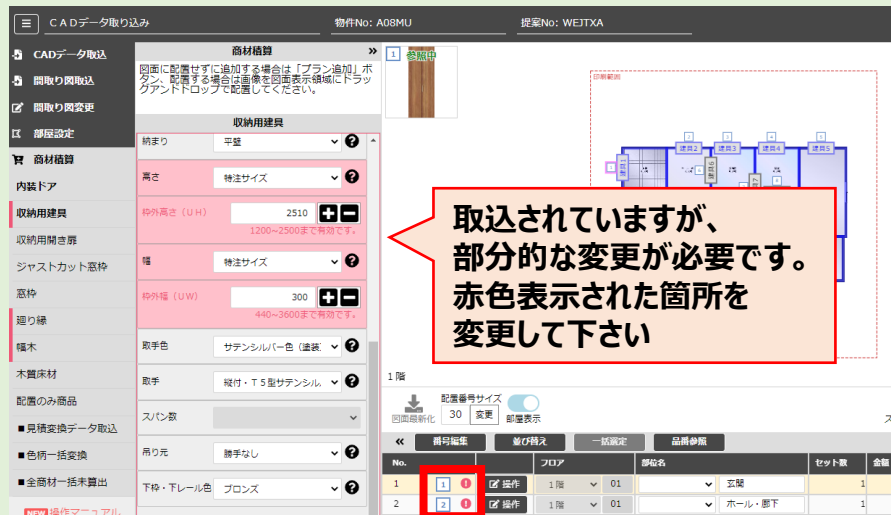 ＣＡＤデータ取り込み
物件No: A08MU
提案No: WEJTXA
CADデータ取込
間取り図取込
間取り図変更
部屋設定
商材積算
内装ドア
収納用建具
収納用開き扉
ジャストカット窓枠
窓枠
廻り縁
幅木
木質床材
配置のみ商品
■見積変換データ取込
■色柄一括変換
■全商材一括未算出
NEW 操作マニュアル
商材積算 »
図面に配置せずに追加する場合は「プラン追加」ボ
タン、配置する場合は画像を図面表示領域にドラッ
グアンドトロップで配置してください。
収納用建具
納まり 平壁
高さ 特注サイズ
枠外高さ（UH） 2510
1200~2500まで有効です。
幅 特注サイズ
枠外幅（UW） 300
440~3600まで有効です。
取手色 サテンシルバー色（塗装
取手 縦付・Ｔ５型サテンシル
スパン数
吊り元 勝手なし
下枠・下レール色 ブロンズ
1 参照中
印刷範囲
2 3 4 5
建具2 建具3 建具4 建具5
建具1
建具6
建具7
取込されていますが、
部分的な変更が必要です。
赤色表示された箇所を
変更して下さい
1階
配置番号サイズ
図面最新化 30 変更 部屋表示
« 番号編集 並び替え 一括設定 品番参照
No. フロア 部位名 セット数 金額
1 1 操作 1階 01 玄関 1
2 2 操作 1階 01 ホール・廊下 1